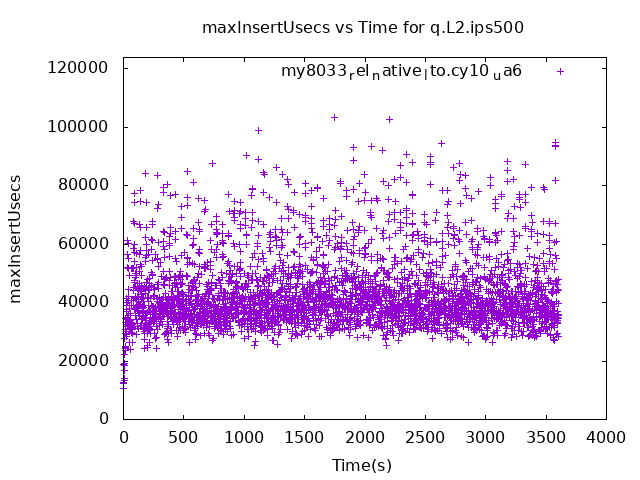 maxInsertUsecs vs Time for q.L2.ips500
my8033relnativelto.cy10ua6
maxInsertUsecs
120000
100000
80000
60000
40000
20000
0
0 500 1000 1500 2000 2500 3000 3500 4000
Time(s)